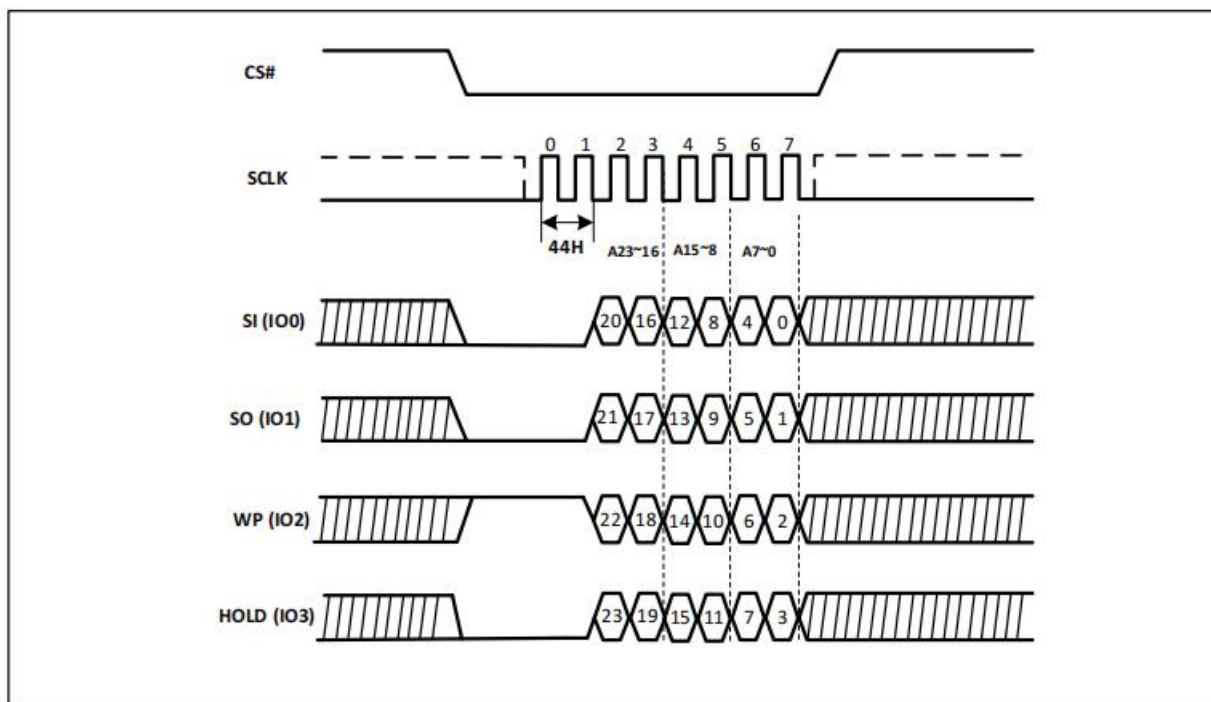 CS#
0 1 2 3 4 5 6 7
SCLK
44H A23~16 A15~8 A7~0
SI (IO0) 20 16 12 8 4 0
SO (IO1) 21 17 13 9 5 1
WP (IO2) 22 18 14 10 6 2
HOLD (IO3) 23 19 15 11 7 3